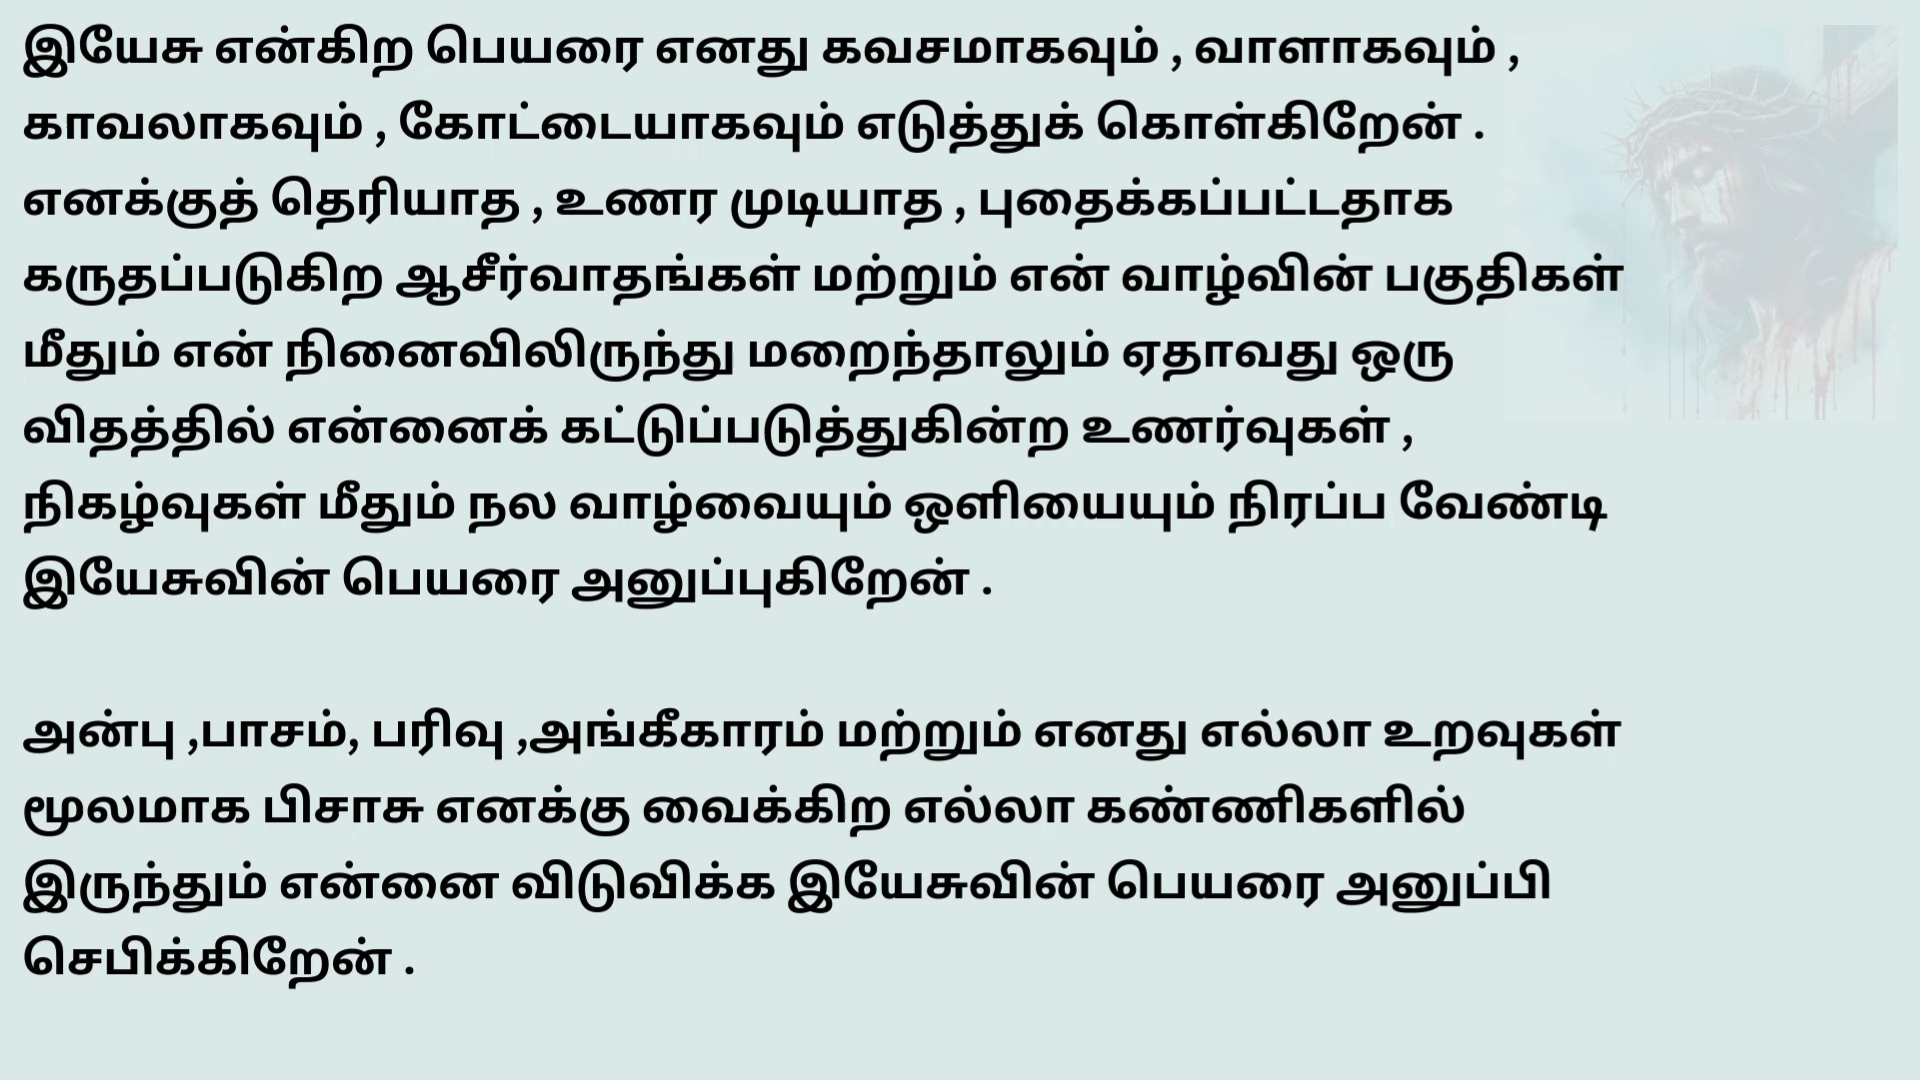 இயேசு என்கிற பெயரை எனது கவசமாகவும் , வாளாகவும் ,
காவலாகவும் , கோட்டையாகவும் எடுத்துக் கொள்கிறேன் .
எனக்குத் தெரியாத , உணர முடியாத , புதைக்கப்பட்டதாக
கருதப்படுகிற ஆசீர்வாதங்கள் மற்றும் என் வாழ்வின் பகுதிகள்
மீதும் என் நினைவிலிருந்து மறைந்தாலும் ஏதாவது ஒரு
விதத்தில் என்னைக் கட்டுப்படுத்துகின்ற உணர்வுகள் ,
நிகழ்வுகள் மீதும் நல வாழ்வையும் ஒளியையும் நிரப்ப வேண்டி
இயேசுவின் பெயரை அனுப்புகிறேன் .
அன்பு ,பாசம், பரிவு ,அங்கீகாரம் மற்றும் எனது எல்லா உறவுகள்
மூலமாக பிசாசு எனக்கு வைக்கிற எல்லா கண்ணிகளில்
இருந்தும் என்னை விடுவிக்க இயேசுவின் பெயரை அனுப்பி
செபிக்கிறேன் .